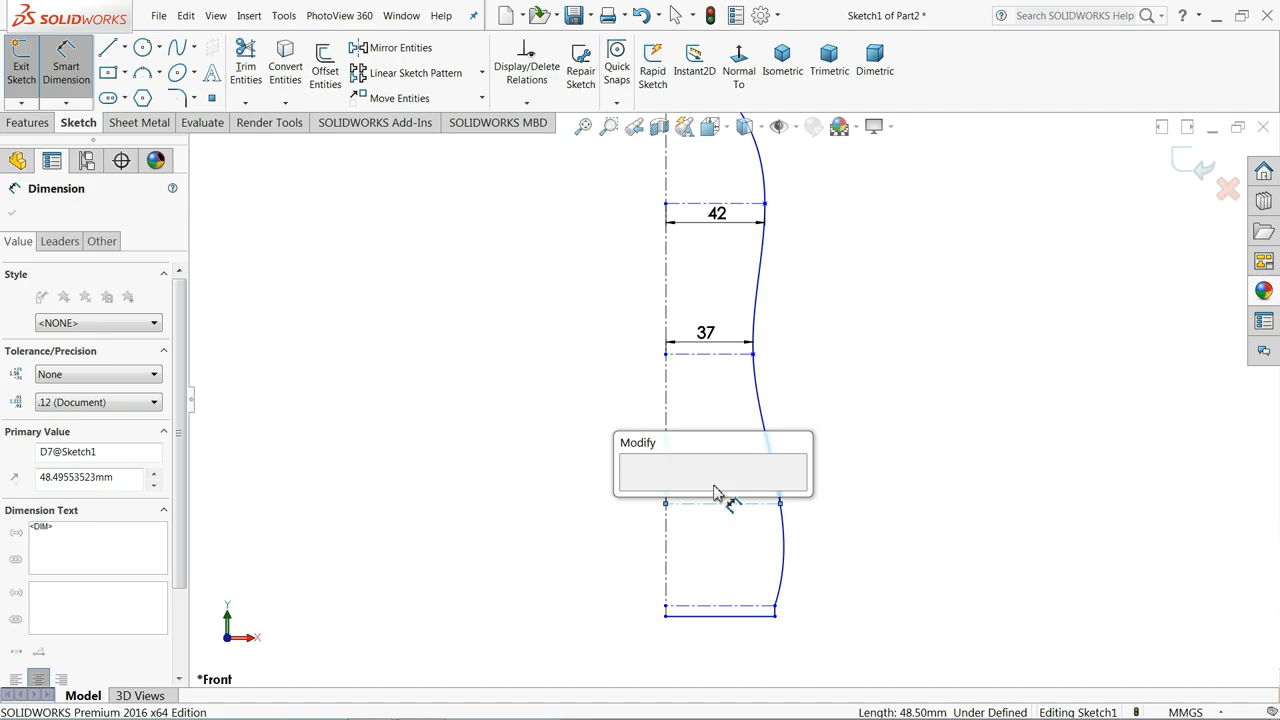 SOLIDWORKS
File Edit View Insert Tools PhotoView 360 Window Help
Sketch1 of Part2 *
Search SOLIDWORKS Help
?
Exit Sketch
Smart Dimension
Trim Entities
Convert Entities
Offset Entities
Mirror Entities
Linear Sketch Pattern
Move Entities
Display/Delete Relations
Repair Sketch
Quick Snaps
Rapid Sketch
Instant2D
Normal To
Isometric
Trimetric
Dimetric
Features Sketch Sheet Metal Evaluate Render Tools SOLIDWORKS Add-Ins SOLIDWORKS MBD
Dimension
Value Leaders Other
Style
<NONE>
Tolerance/Precision
None
.12 (Document)
Primary Value
D7@Sketch1
48.49553523mm
Dimension Text
<DIM>
42
37
Modify
Y
X
*Front
Model 3D Views
SOLIDWORKS Premium 2016 x64 Edition
Length: 48.50mm Under Defined Editing Sketch1 MMGS